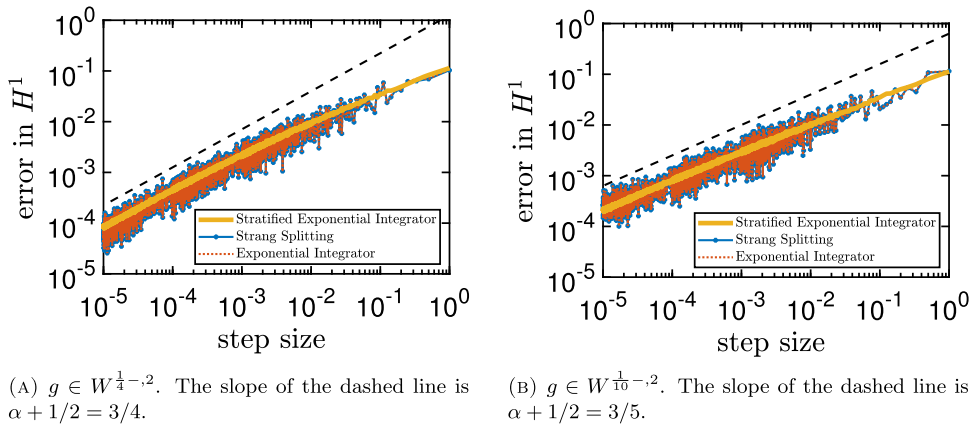 10^0
10^-1
10^-2
10^-3
10^-4
10^-5
error in H^1
Stratified Exponential Integrator
Strang Splitting
Exponential Integrator
10^-5 10^-4 10^-3 10^-2 10^-1 10^0
step size
(A) g ∈ W^{1/4−,2}. The slope of the dashed line is
α + 1/2 = 3/4.
10^0
10^-1
10^-2
10^-3
10^-4
10^-5
error in H^1
Stratified Exponential Integrator
Strang Splitting
Exponential Integrator
10^-5 10^-4 10^-3 10^-2 10^-1 10^0
step size
(B) g ∈ W^{1/10−,2}. The slope of the dashed line is
α + 1/2 = 3/5.